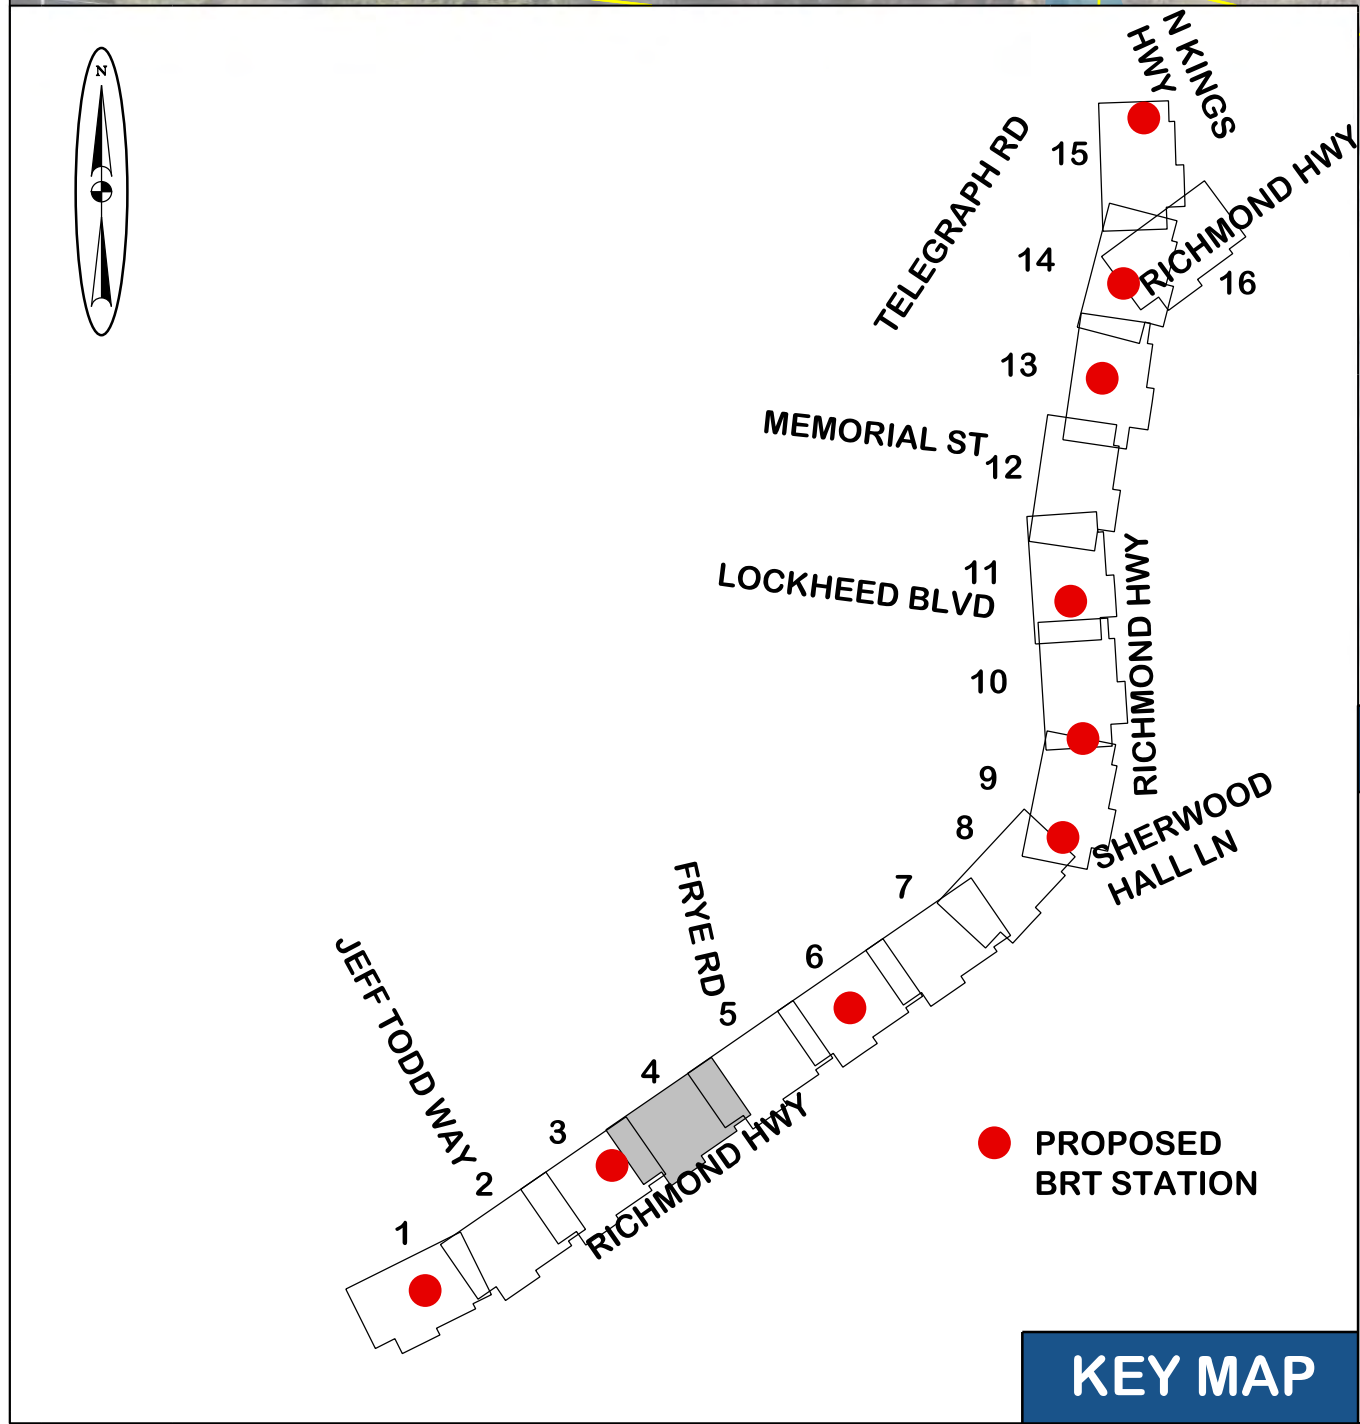 N
N KINGS
HWY
15
TELEGRAPH RD
RICHMOND HWY
14
16
13
MEMORIAL ST
12
11
LOCKHEED BLVD
RICHMOND HWY
10
9
SHERWOOD
HALL LN
8
7
FRYE RD
6
5
JEFF TODD WAY
4
RICHMOND HWY
3
2
1
PROPOSED
BRT STATION
KEY MAP